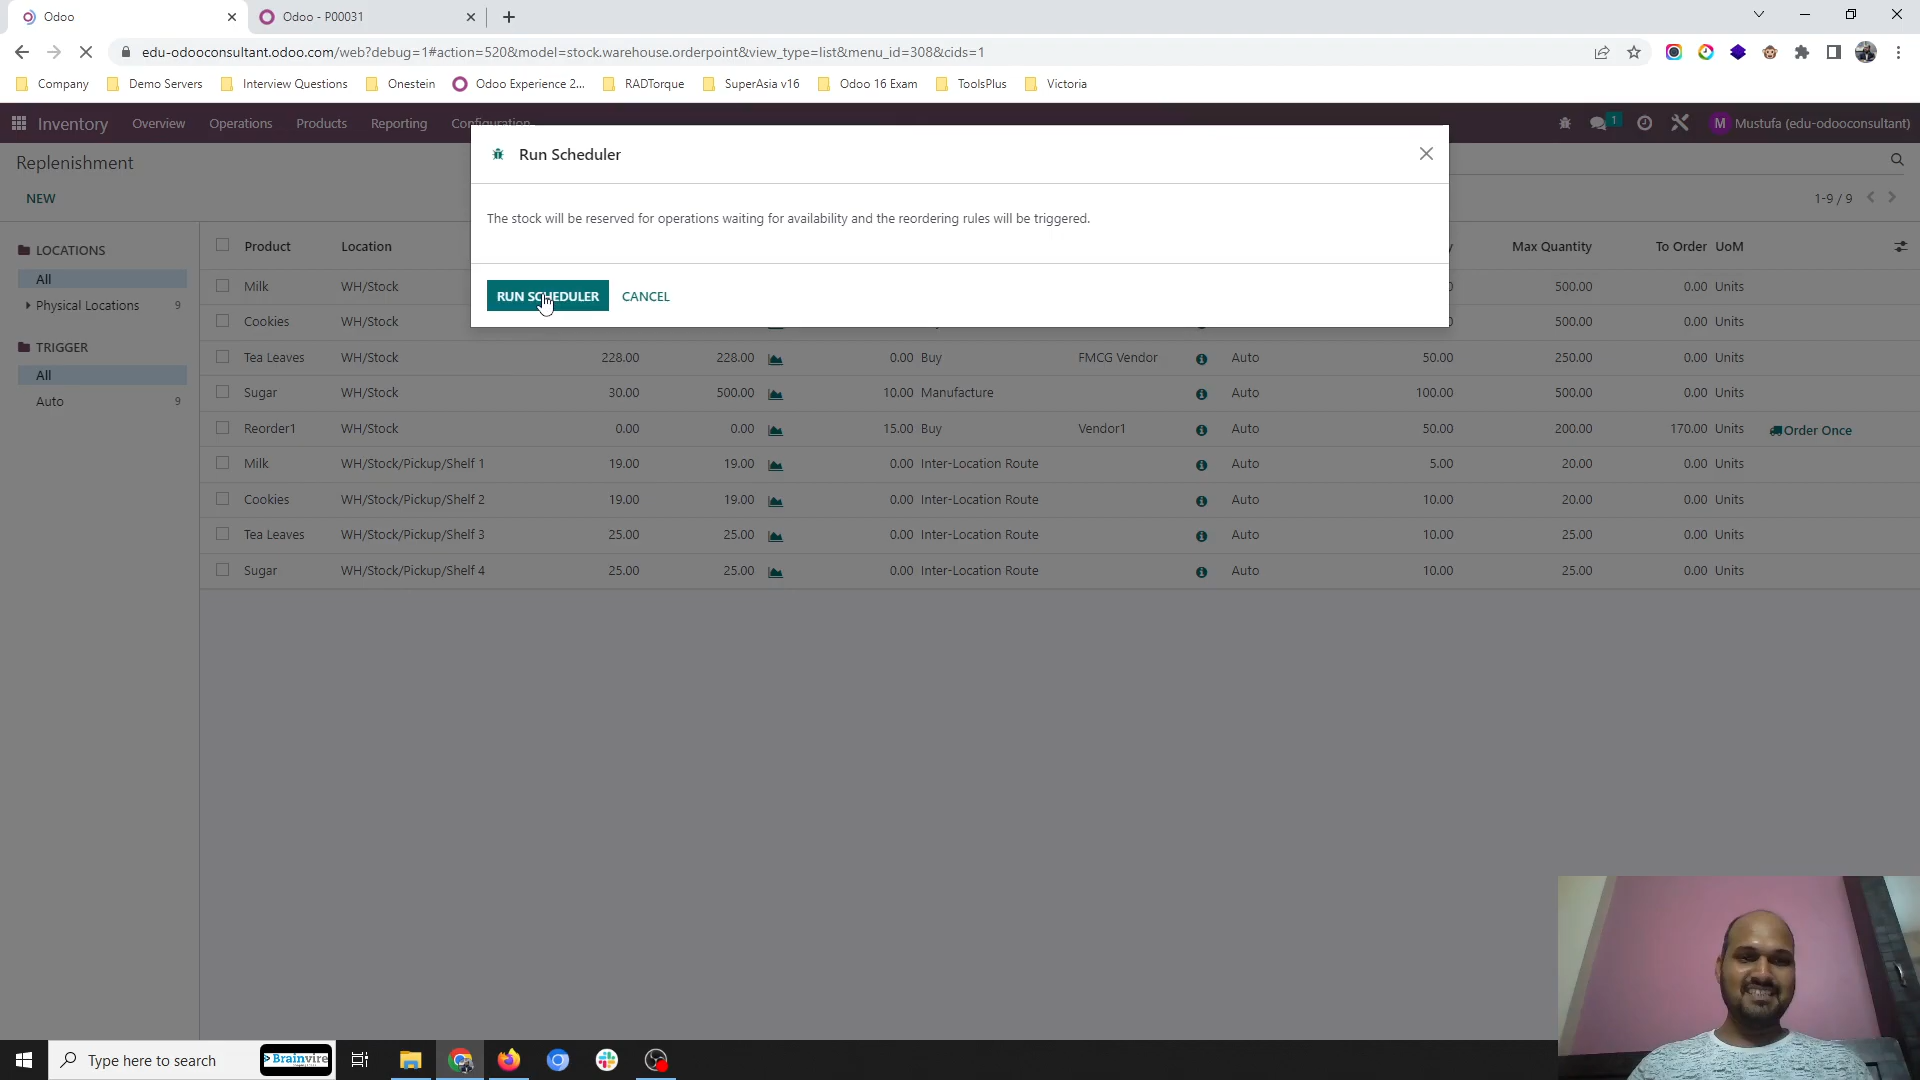 Odoo
Odoo - P00031
edu-odooconsultant.odoo.com/web?debug=1#action=520&model=stock.warehouse.orderpoint&view_type=list&menu_id=308&cids=1
Company Demo Servers Interview Questions Onestein Odoo Experience 2... RADTorque SuperAsia v16 Odoo 16 Exam ToolsPlus Victoria
Inventory Overview Operations Products Reporting Configuration 1 M Mustufa (edu-odooconsultant)
Replenishment
Run Scheduler
NEW
1-9 / 9
The stock will be reserved for operations waiting for availability and the reordering rules will be triggered.
LOCATIONS
All
Physical Locations 9
TRIGGER
All
Auto 9
Product Location Max Quantity To Order UoM
Milk WH/Stock 500.00 0.00 Units
RUN SCHEDULER CANCEL
Cookies WH/Stock 500.00 0.00 Units
Tea Leaves WH/Stock 228.00 228.00 0.00 Buy FMCG Vendor Auto 50.00 250.00 0.00 Units
Sugar WH/Stock 30.00 500.00 10.00 Manufacture Auto 100.00 500.00 0.00 Units
Reorder1 WH/Stock 0.00 0.00 15.00 Buy Vendor1 Auto 50.00 200.00 170.00 Units Order Once
Milk WH/Stock/Pickup/Shelf 1 19.00 19.00 0.00 Inter-Location Route Auto 5.00 20.00 0.00 Units
Cookies WH/Stock/Pickup/Shelf 2 19.00 19.00 0.00 Inter-Location Route Auto 10.00 20.00 0.00 Units
Tea Leaves WH/Stock/Pickup/Shelf 3 25.00 25.00 0.00 Inter-Location Route Auto 10.00 25.00 0.00 Units
Sugar WH/Stock/Pickup/Shelf 4 25.00 25.00 0.00 Inter-Location Route Auto 10.00 25.00 0.00 Units
Type here to search
Brainvire